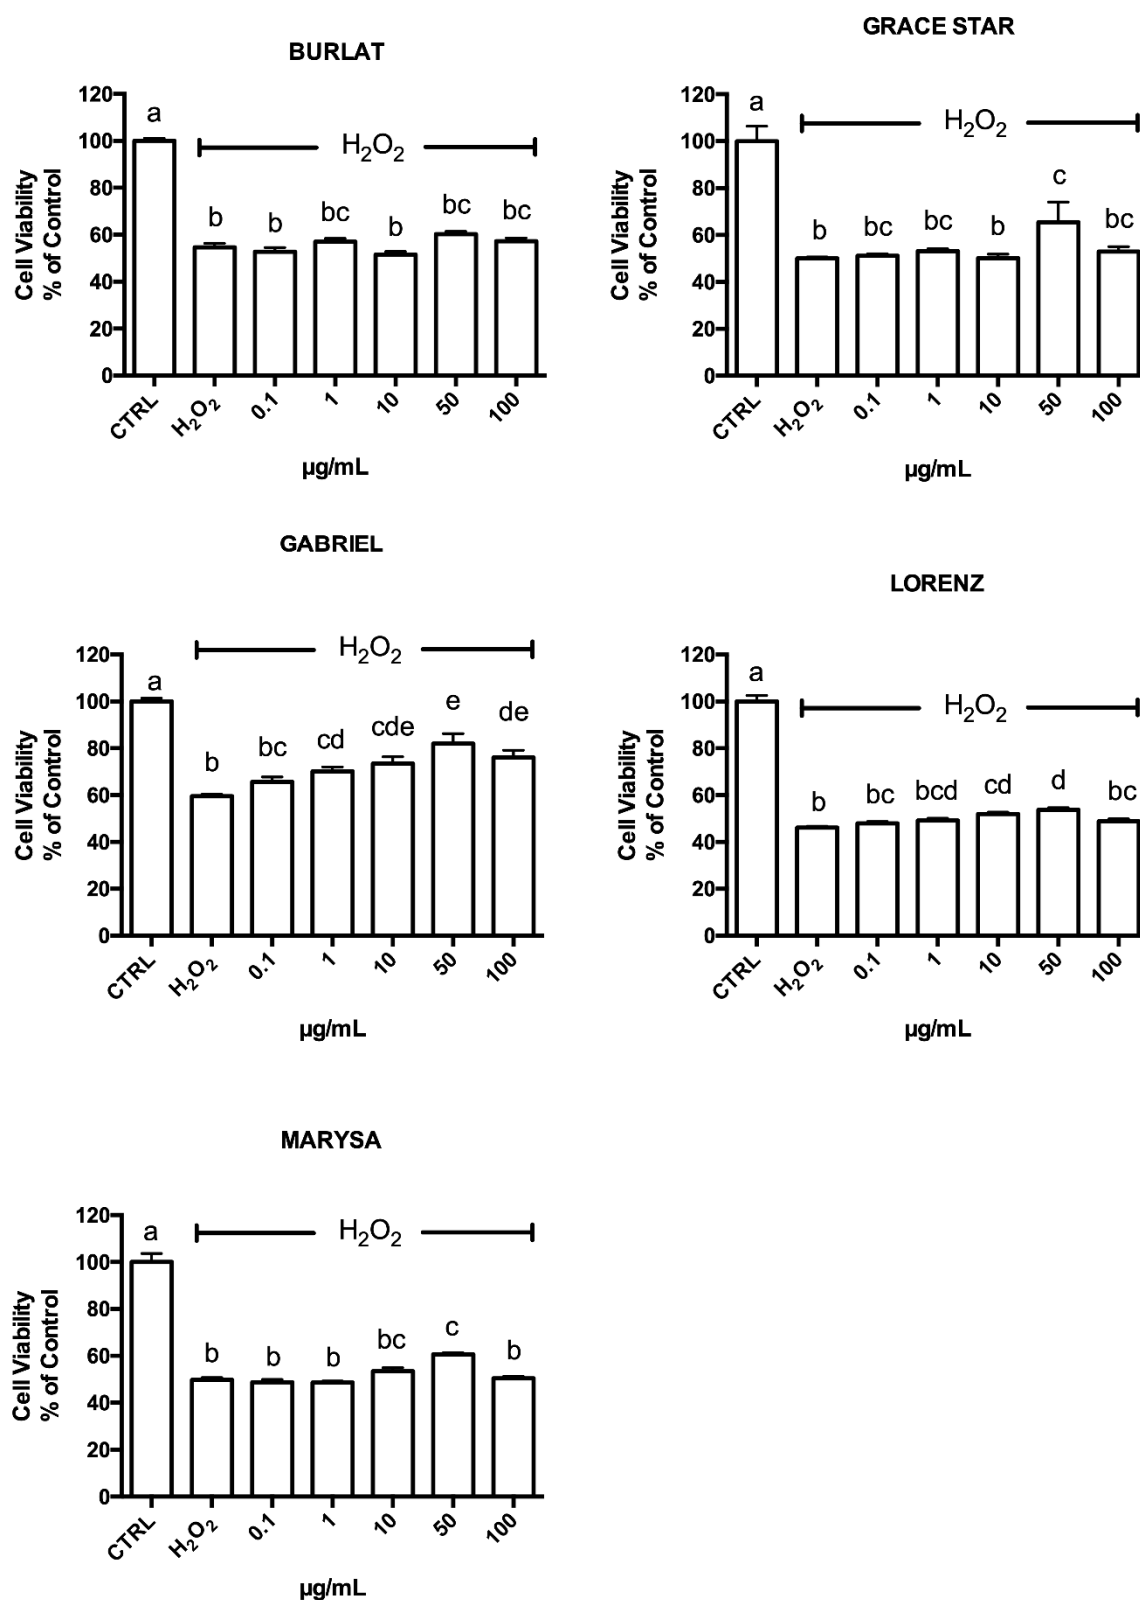 BURLAT
120
100
80
60
40
20
0
Cell Viability
% of Control
a
H₂O₂
b
b
bc
b
bc
bc
CTRL
H₂O₂
0.1
1
10
50
100
µg/mL
GRACE STAR
120
100
80
60
40
20
0
Cell Viability
% of Control
a
H₂O₂
b
bc
bc
b
c
bc
CTRL
H₂O₂
0.1
1
10
50
100
µg/mL
GABRIEL
120
100
80
60
40
20
0
Cell Viability
% of Control
a
H₂O₂
b
bc
cd
cde
e
de
CTRL
H₂O₂
0.1
1
10
50
100
µg/mL
LORENZ
120
100
80
60
40
20
0
Cell Viability
% of Control
a
H₂O₂
b
bc
bcd
cd
d
bc
CTRL
H₂O₂
0.1
1
10
50
100
µg/mL
MARYSA
120
100
80
60
40
20
0
Cell Viability
% of Control
a
H₂O₂
b
b
b
bc
c
b
CTRL
H₂O₂
0.1
1
10
50
100
µg/mL